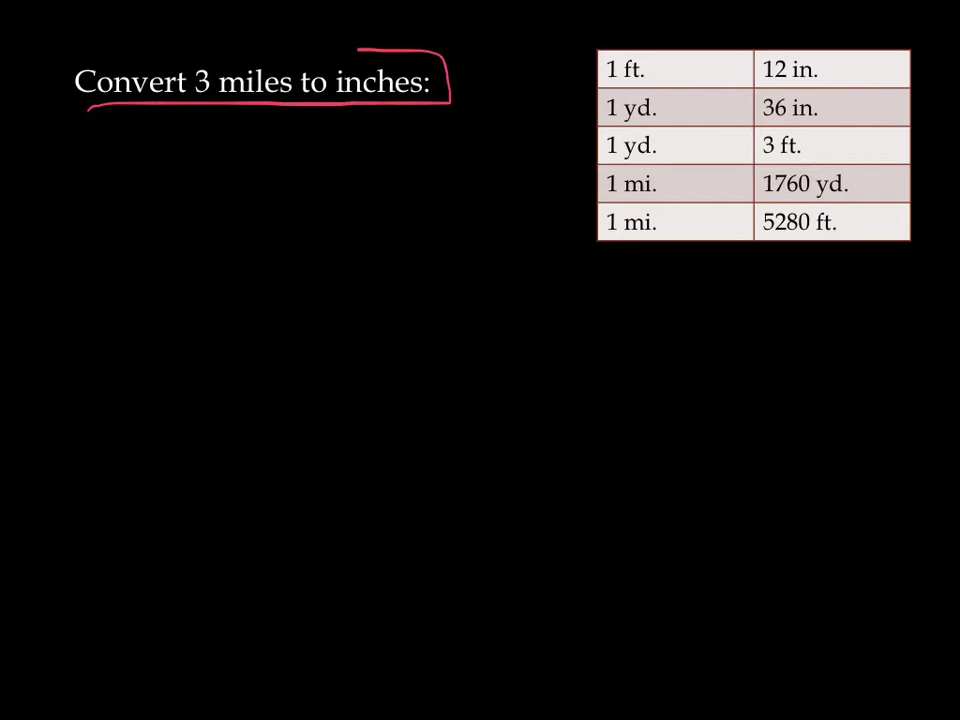 Convert 3 miles to inches:
1 ft. 12 in.
1 yd. 36 in.
1 yd. 3 ft.
1 mi. 1760 yd.
1 mi. 5280 ft.